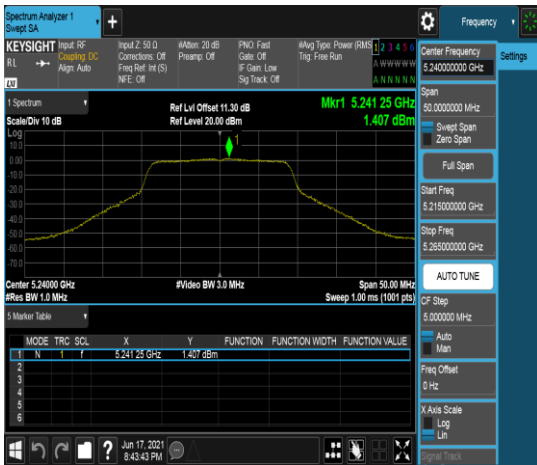 Spectrum Analyzer 1
Swept SA
Frequency
KEYSIGHT
RL
LXI
Input: RF
Coupling: DC
Align: Auto
Input Z: 50 Ω
Corrections: Off
Freq Ref: Int (S)
NFE: Off
#Atten: 20 dB
Preamp: Off
PNO: Fast
Gate: Off
IF Gain: Low
Sig Track: Off
#Avg Type: Power (RMS
Trig: Free Run
1 2 3 4 5 6
A W W W W W
A N N N N N
1 Spectrum
Scale/Div 10 dB
Ref Lvl Offset 11.30 dB
Ref Level 20.00 dBm
Mkr1 5.241 25 GHz
1.407 dBm
Log
10.0
0.00
-10.0
-20.0
-30.0
-40.0
-50.0
-60.0
-70.0
1
Center 5.24000 GHz
#Res BW 1.0 MHz
#Video BW 3.0 MHz
Span 50.00 MHz
Sweep 1.00 ms (1001 pts)
5 Marker Table
MODE TRC SCL X Y FUNCTION FUNCTION WIDTH FUNCTION VALUE
1 N 1 f 5.241 25 GHz 1.407 dBm
2
3
4
5
6
Jun 17, 2021
8:43:43 PM
Center Frequency
5.240000000 GHz
Settings
Span
50.0000000 MHz
Swept Span
Zero Span
Full Span
Start Freq
5.215000000 GHz
Stop Freq
5.265000000 GHz
AUTO TUNE
CF Step
5.000000 MHz
Auto
Man
Freq Offset
0 Hz
X Axis Scale
Log
Lin
Signal Track